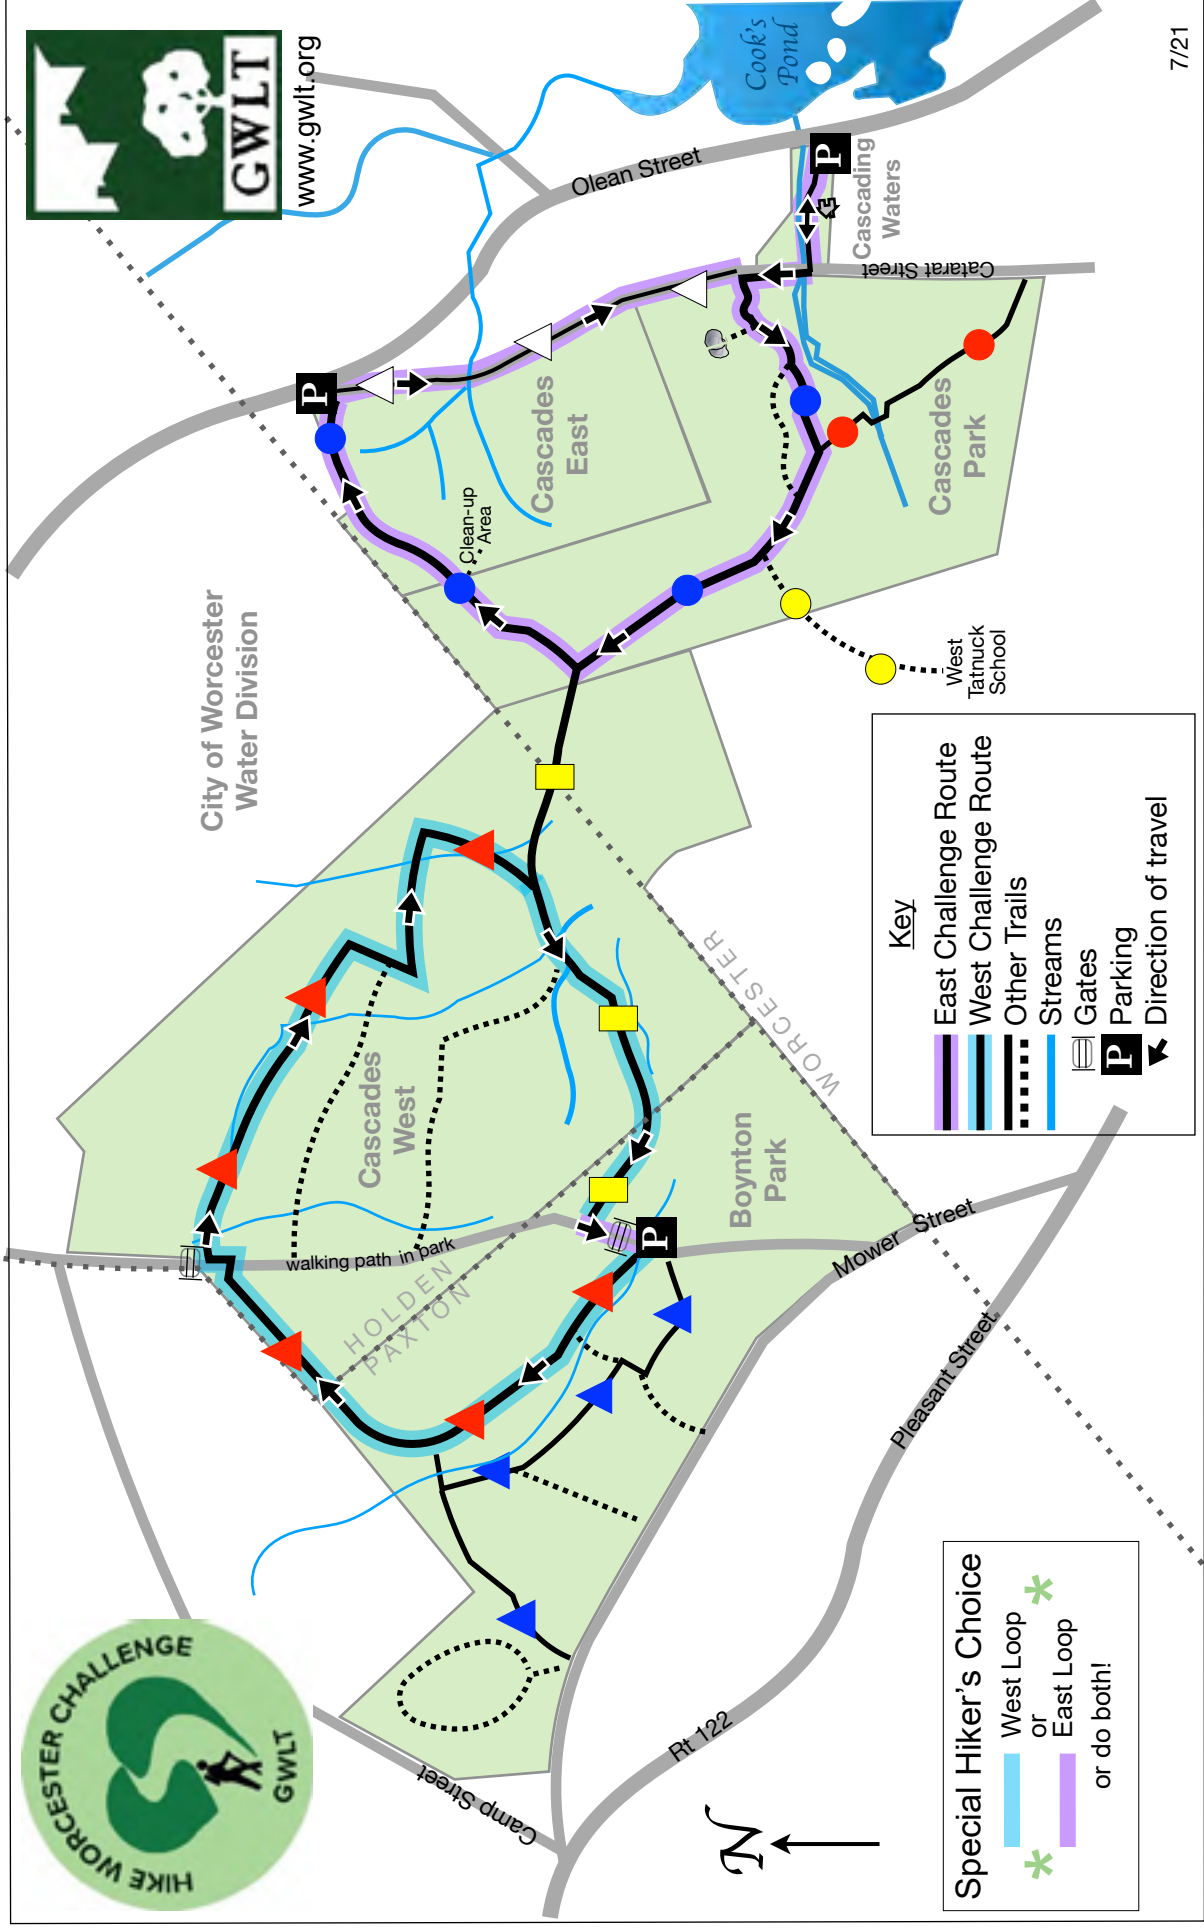 HIKE WORCESTER CHALLENGE
GWLT
GWLT
www.gwlt.org
7/21
City of Worcester
Water Division
Olean Street
Cook's
Pond
P
P
Cascading
Waters
Catarat Street
Cascades
East
Cascades
Park
Clean-up
Area
West
Tatnuck
School
Cascades
West
walking path in park
HOLDEN
PAXTON
WORCESTER
Boynton
Park
P
Mower Street
Pleasant Street
Rt 122
Camp Street
N
Special Hiker's Choice
West Loop
or
East Loop
or do both!
Key
East Challenge Route
West Challenge Route
Other Trails
Streams
Gates
P Parking
Direction of travel